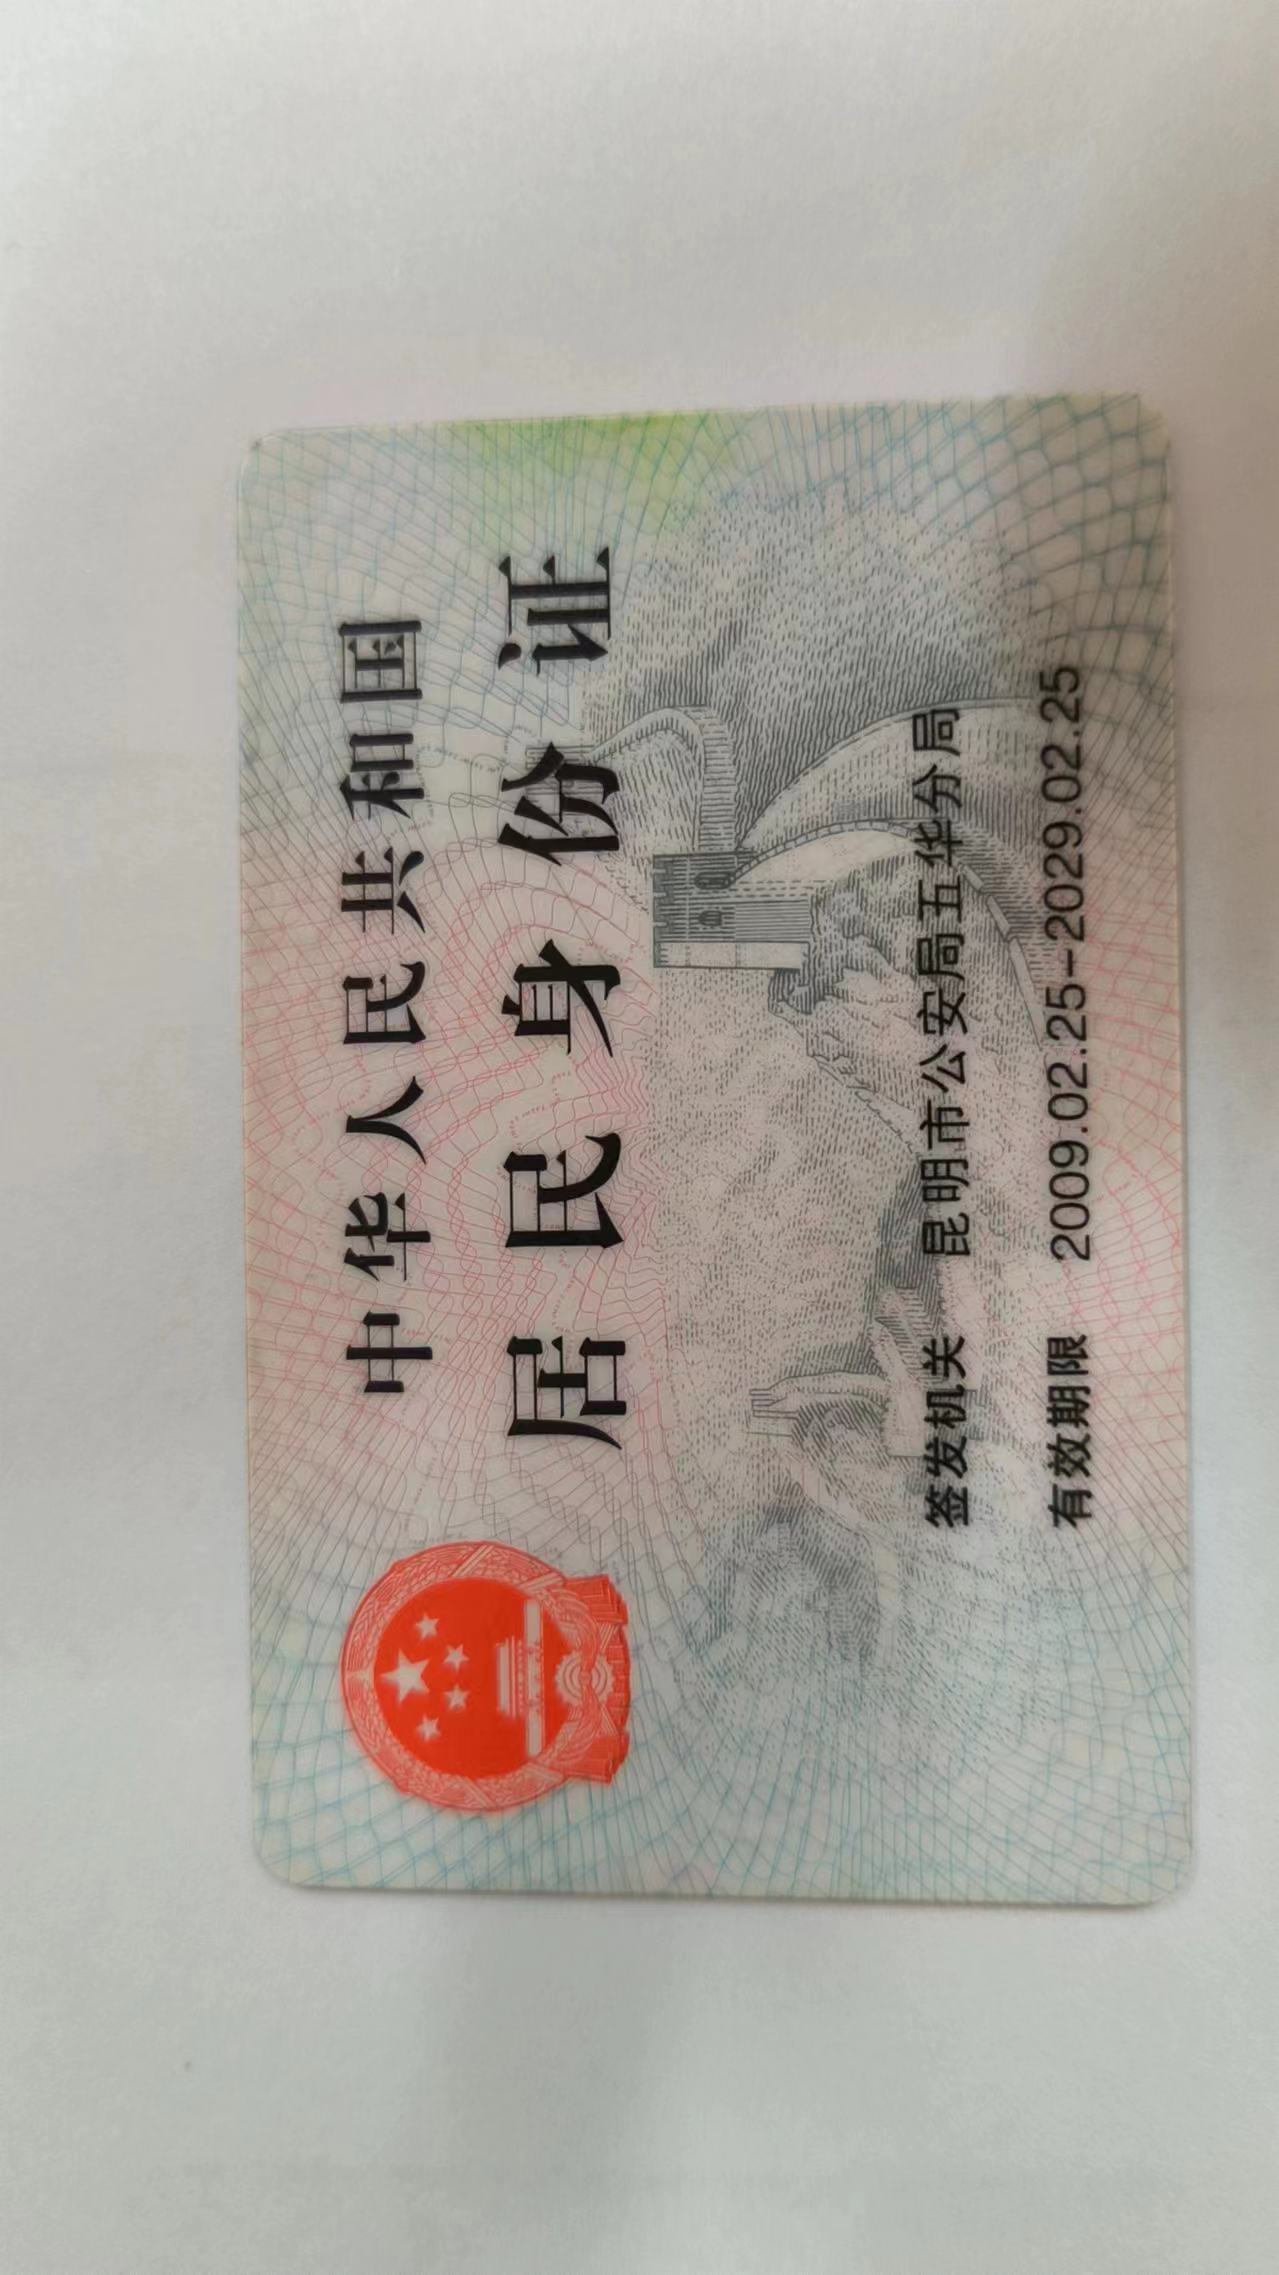 中华人民共和国
居民身份证
签发机关 昆明市公安局五华分局
有效期限 2009.02.25-2029.02.25